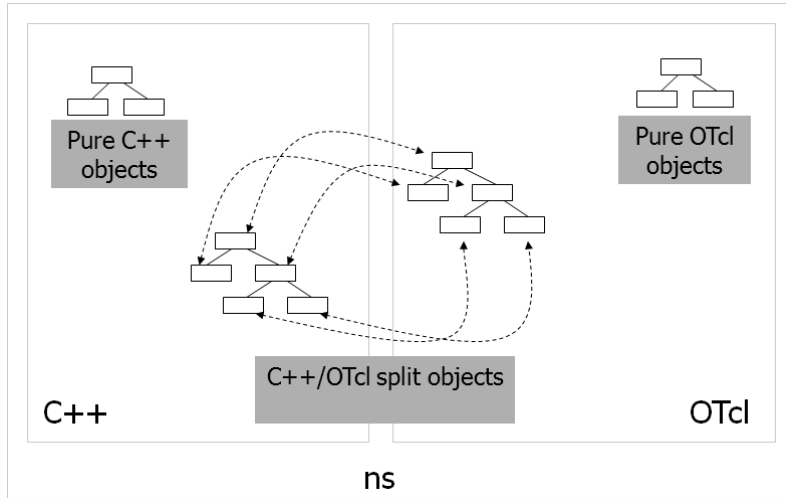 Pure C++
objects
Pure OTcl
objects
C++/OTcl split objects
C++
OTcl
ns